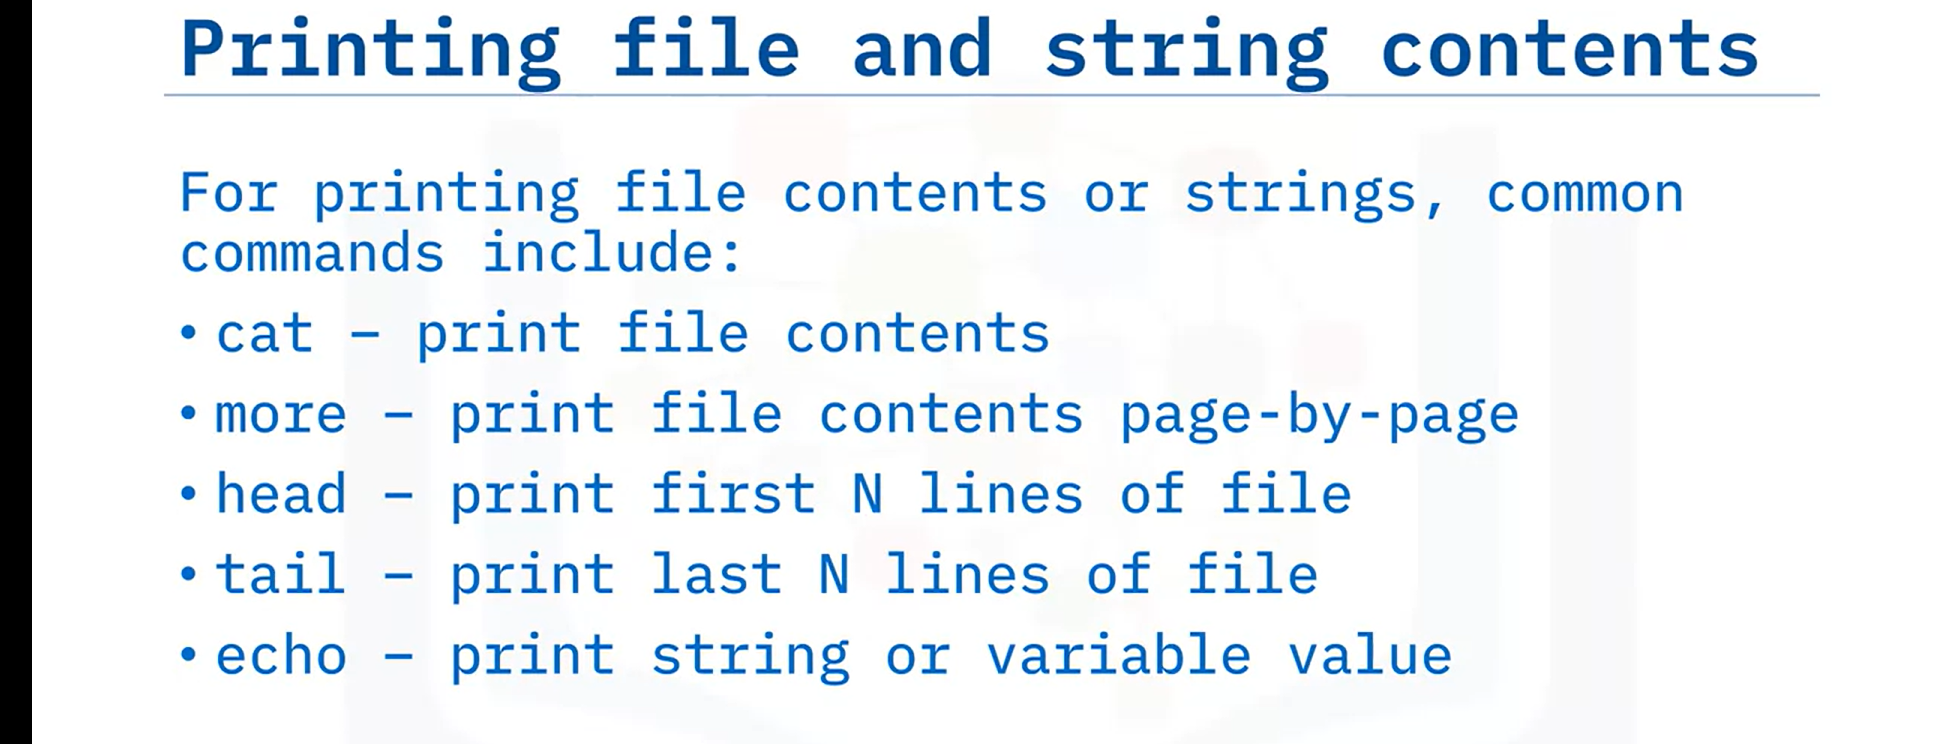 Printing file and string contents
For printing file contents or strings, common
commands include:
• cat – print file contents
• more – print file contents page-by-page
• head – print first N lines of file
• tail – print last N lines of file
• echo – print string or variable value